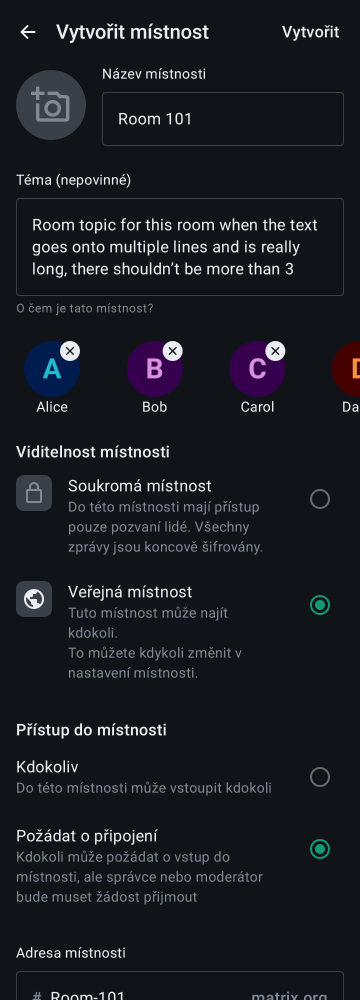 Vytvořit místnost
Vytvořit
Název místnosti
Room 101
Téma (nepovinné)
Room topic for this room when the text
goes onto multiple lines and is really
long, there shouldn’t be more than 3
O čem je tato místnost?
A
B
C
Alice
Bob
Carol
Viditelnost místnosti
Soukromá místnost
Do této místnosti mají přístup
pouze pozvaní lidé. Všechny
zprávy jsou koncově šifrovány.
Veřejná místnost
Tuto místnost může najít
kdokoli.
To můžete kdykoli změnit v
nastavení místnosti.
Přístup do místnosti
Kdokoliv
Do této místnosti může vstoupit kdokoli
Požádat o připojení
Kdokoli může požádat o vstup do
místnosti, ale správce nebo moderátor
bude muset žádost přijmout
Adresa místnosti
# Room-101
matrix.org